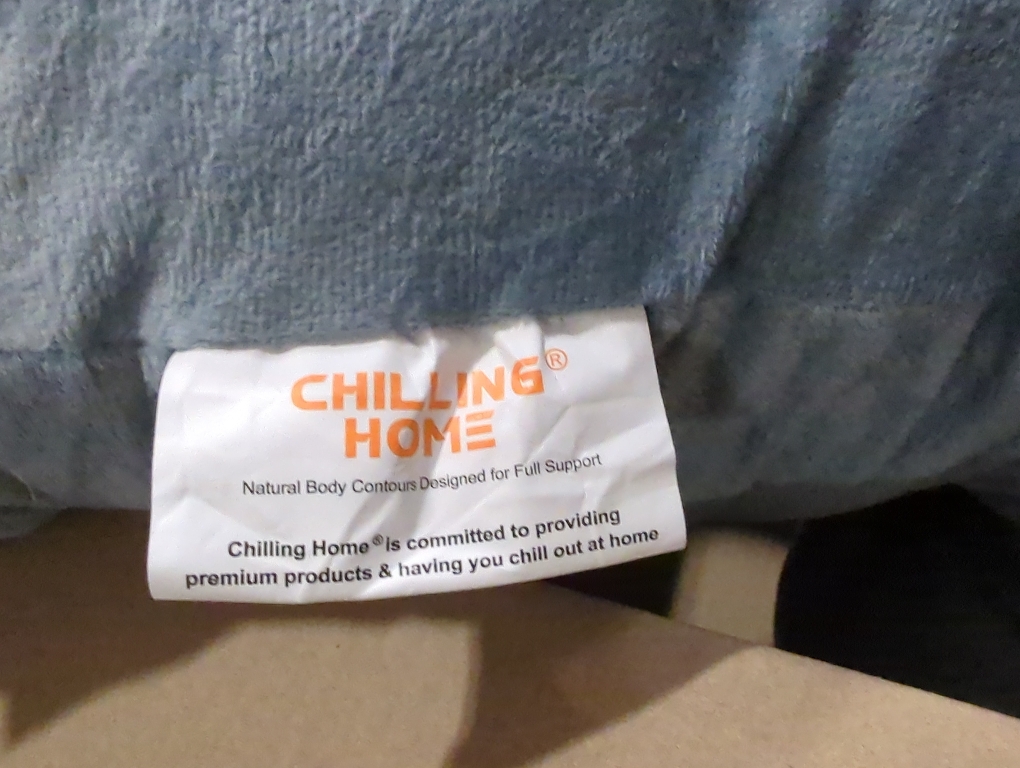 CHILLING®
HOME
Natural Body Contours Designed for Full Support
Chilling Home® is committed to providing
premium products & having you chill out at home